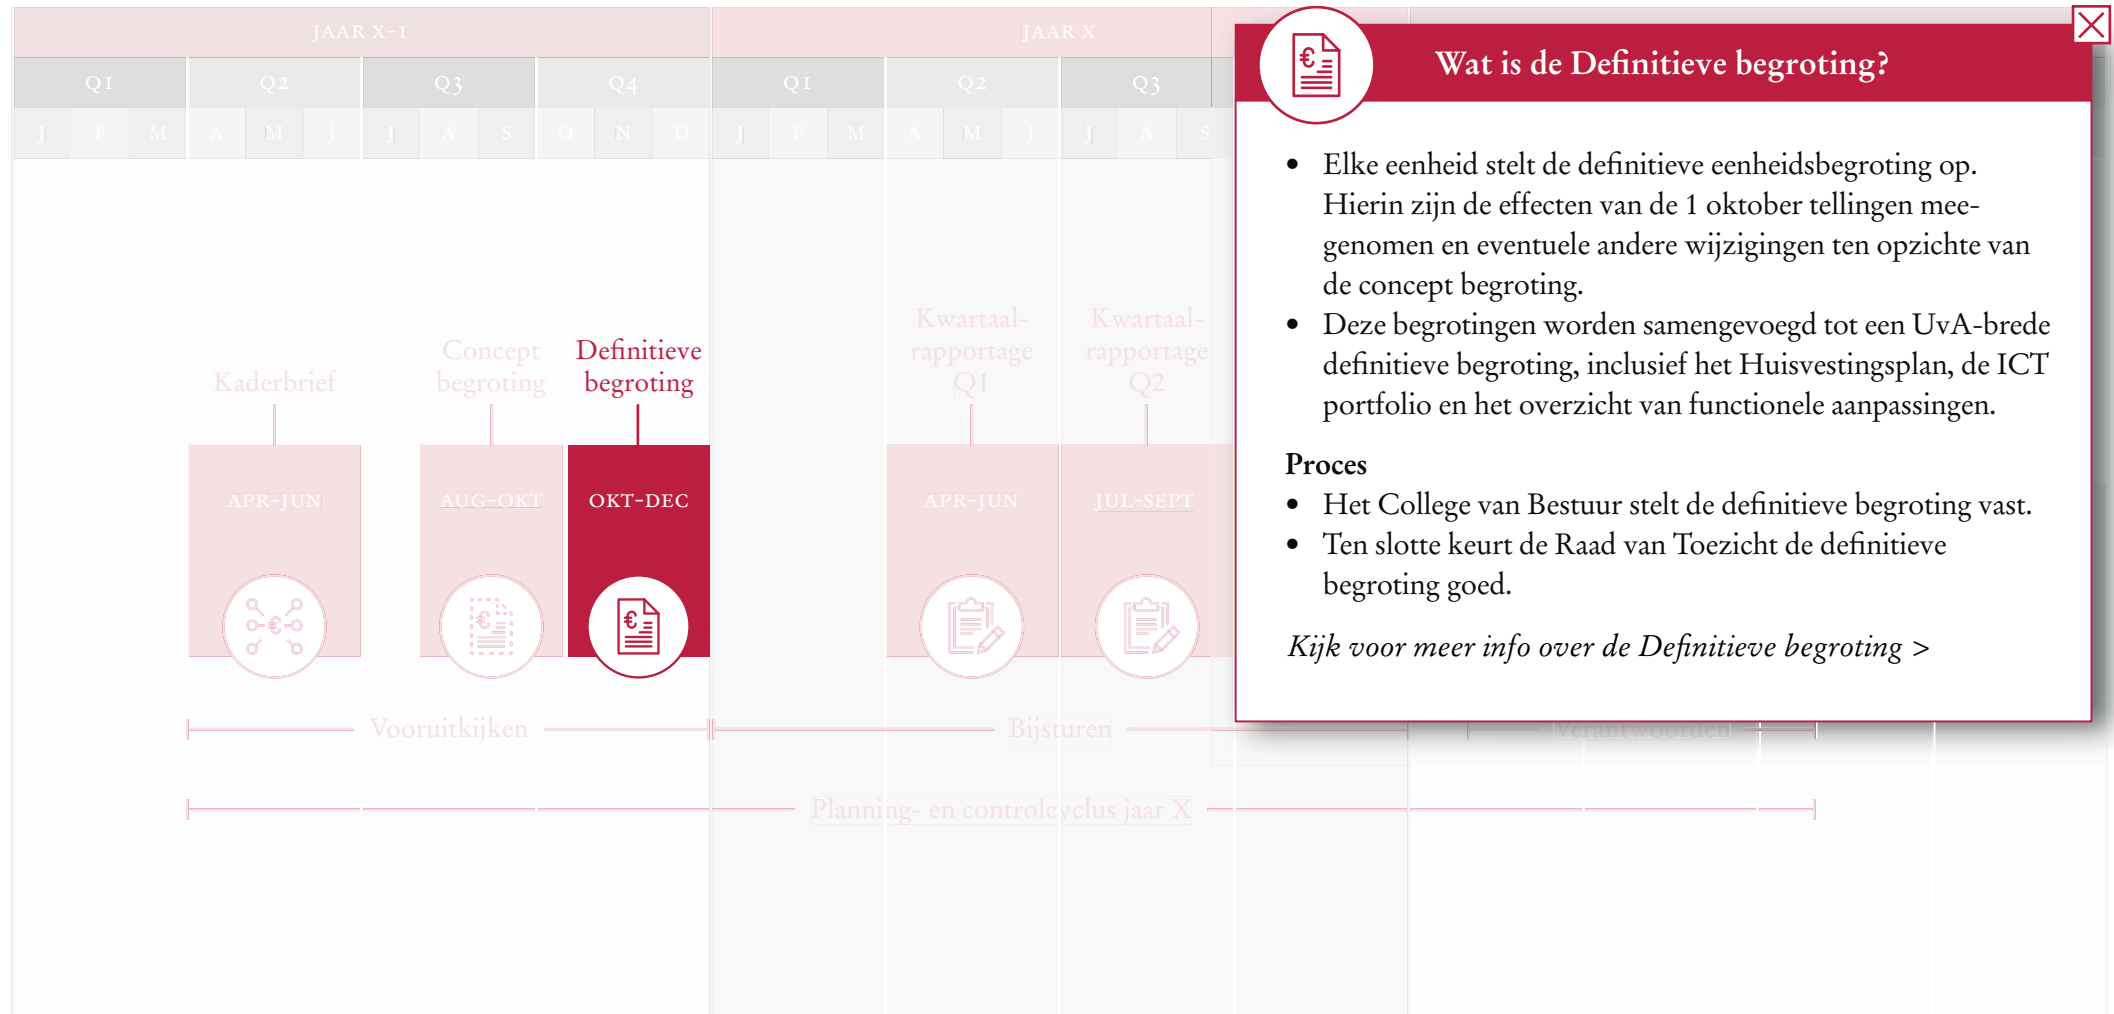 JAAR X-1
JAAR X
Q1
Q2
Q3
Q4
Q1
Q2
Q3
J F M A M J J A S O N D J F M A M J J A S
Kaderbrief
Concept
begroting
Definitieve
begroting
Kwartaal-
rapportage
Q1
Kwartaal-
rapportage
Q2
APR-JUN
AUG-OKT
OKT-DEC
APR-JUN
JUL-SEPT
Vooruitkijken
Bijsturen
Verantwoorden
Planning- en controlcyclus jaar X
Wat is de Definitieve begroting?
• Elke eenheid stelt de definitieve eenheidsbegroting op.
Hierin zijn de effecten van de 1 oktober tellingen mee-
genomen en eventuele andere wijzigingen ten opzichte van
de concept begroting.
• Deze begrotingen worden samengevoegd tot een UvA-brede
definitieve begroting, inclusief het Huisvestingsplan, de ICT
portfolio en het overzicht van functionele aanpassingen.
Proces
• Het College van Bestuur stelt de definitieve begroting vast.
• Ten slotte keurt de Raad van Toezicht de definitieve
begroting goed.
Kijk voor meer info over de Definitieve begroting >